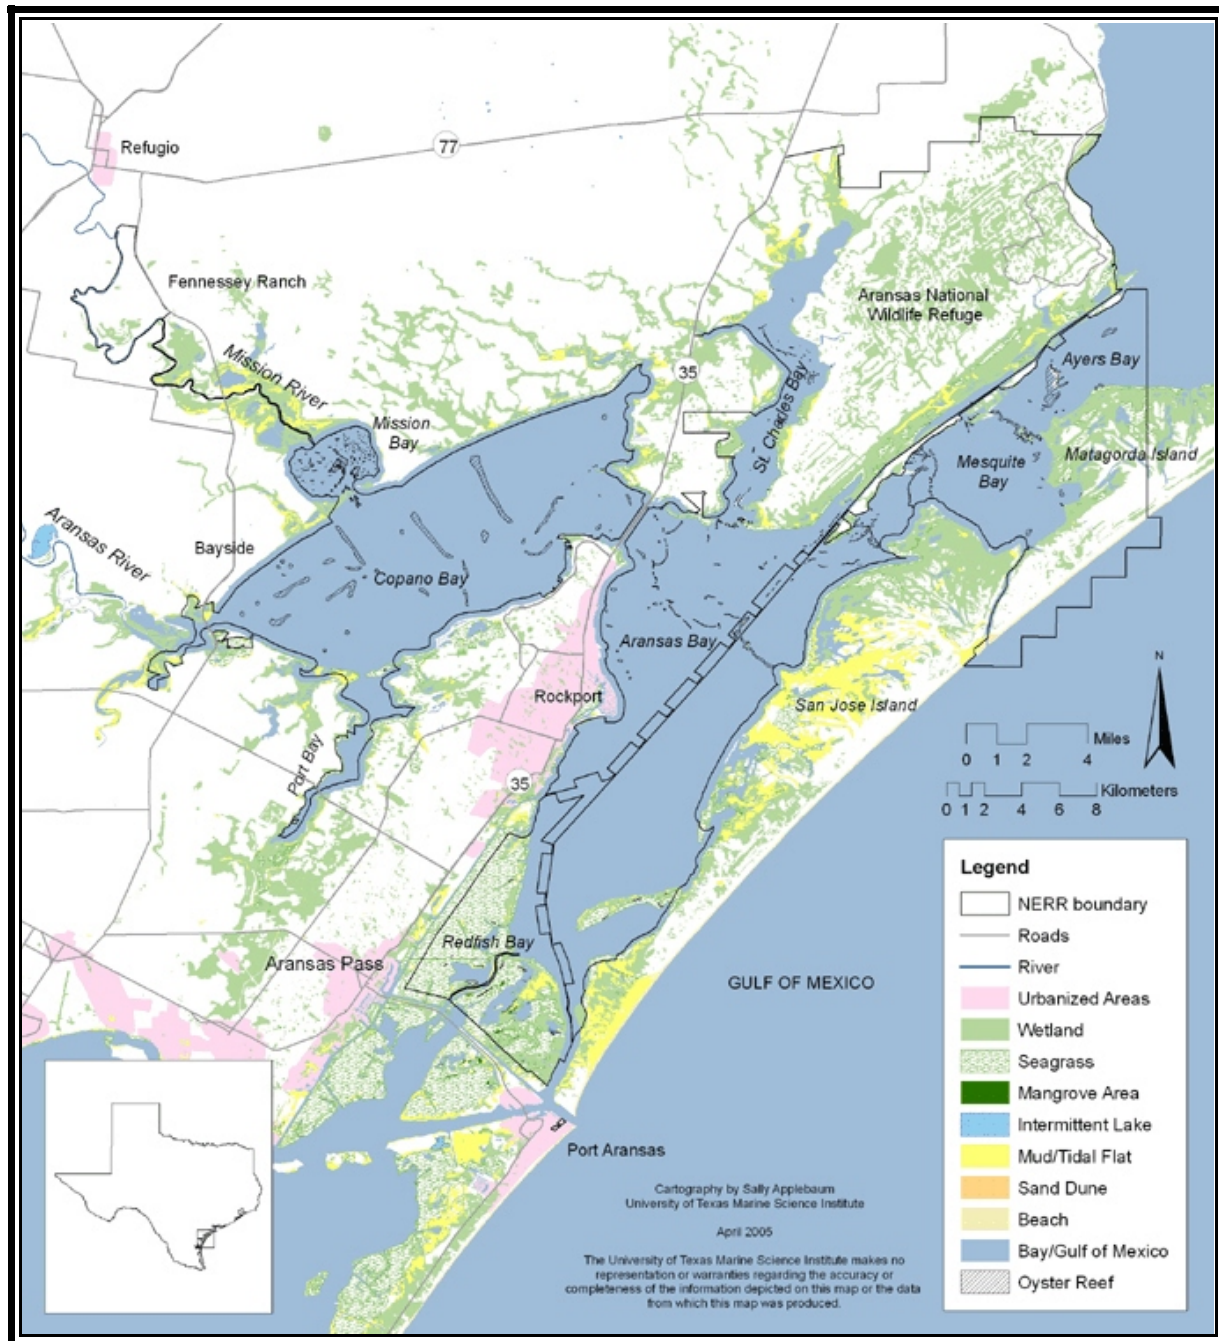 77
Refugio
Fennessey Ranch
Aransas National
Wildlife Refuge
Mission River
Ayers Bay
35
St. Charles Bay
Mission
Bay
Matagorda Island
Mesquite
Bay
Aransas River
Bayside
Copano Bay
Aransas Bay
N
Rockport
San Jose Island
Port Bay
Miles
0 1 2 4
35
Kilometers
0 1 2 4 6 8
Redfish Bay
Aransas Pass
GULF OF MEXICO
Port Aransas
Legend
NERR boundary
Roads
River
Urbanized Areas
Wetland
Seagrass
Mangrove Area
Intermittent Lake
Mud/Tidal Flat
Sand Dune
Beach
Bay/Gulf of Mexico
Oyster Reef
Cartography by Sally Applebaum
University of Texas Marine Science Institute
April 2005
The University of Texas Marine Science Institute makes no
representation or warranties regarding the accuracy or
completeness of the information depicted on this map or the data
from which this map was produced.